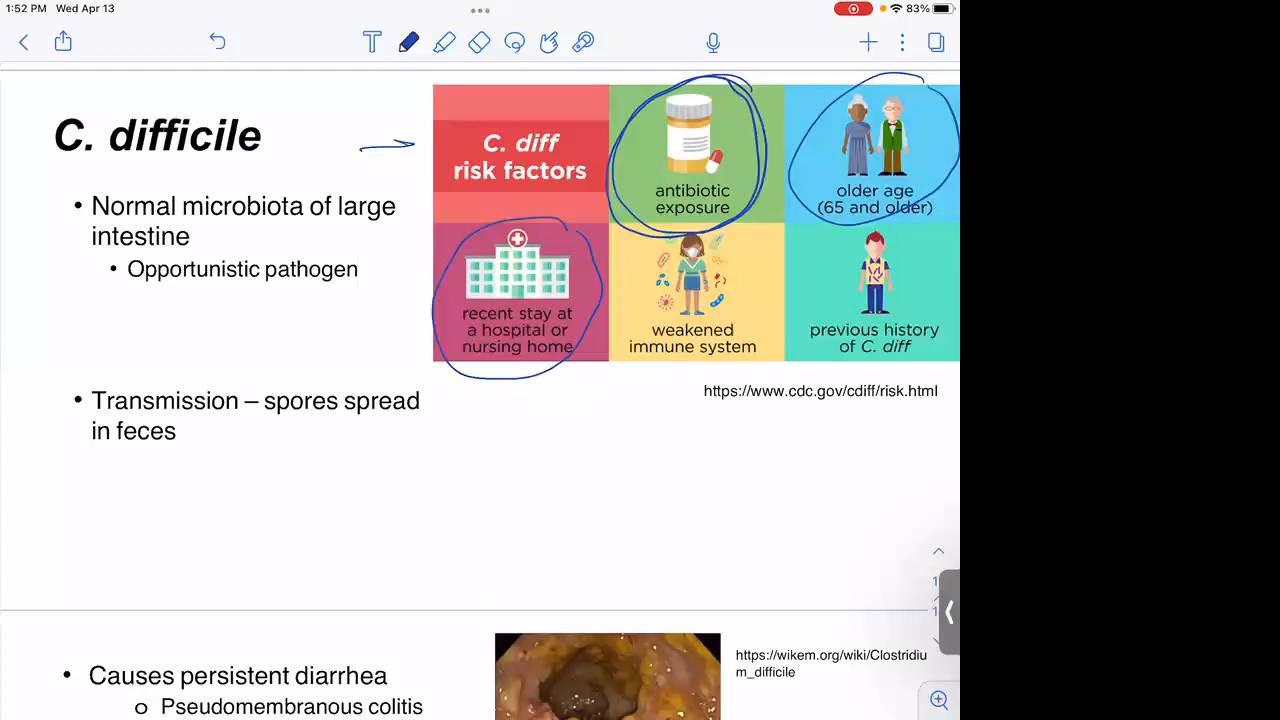 1:52 PM Wed Apr 13
83%
T
C. difficile
• Normal microbiota of large
intestine
• Opportunistic pathogen
• Transmission – spores spread
in feces
C. diff
risk factors
antibiotic
exposure
older age
(65 and older)
recent stay at
a hospital or
nursing home
weakened
immune system
previous history
of C. diff
https://www.cdc.gov/cdiff/risk.html
• Causes persistent diarrhea
o Pseudomembranous colitis
https://wikem.org/wiki/Clostridiu
m_difficile